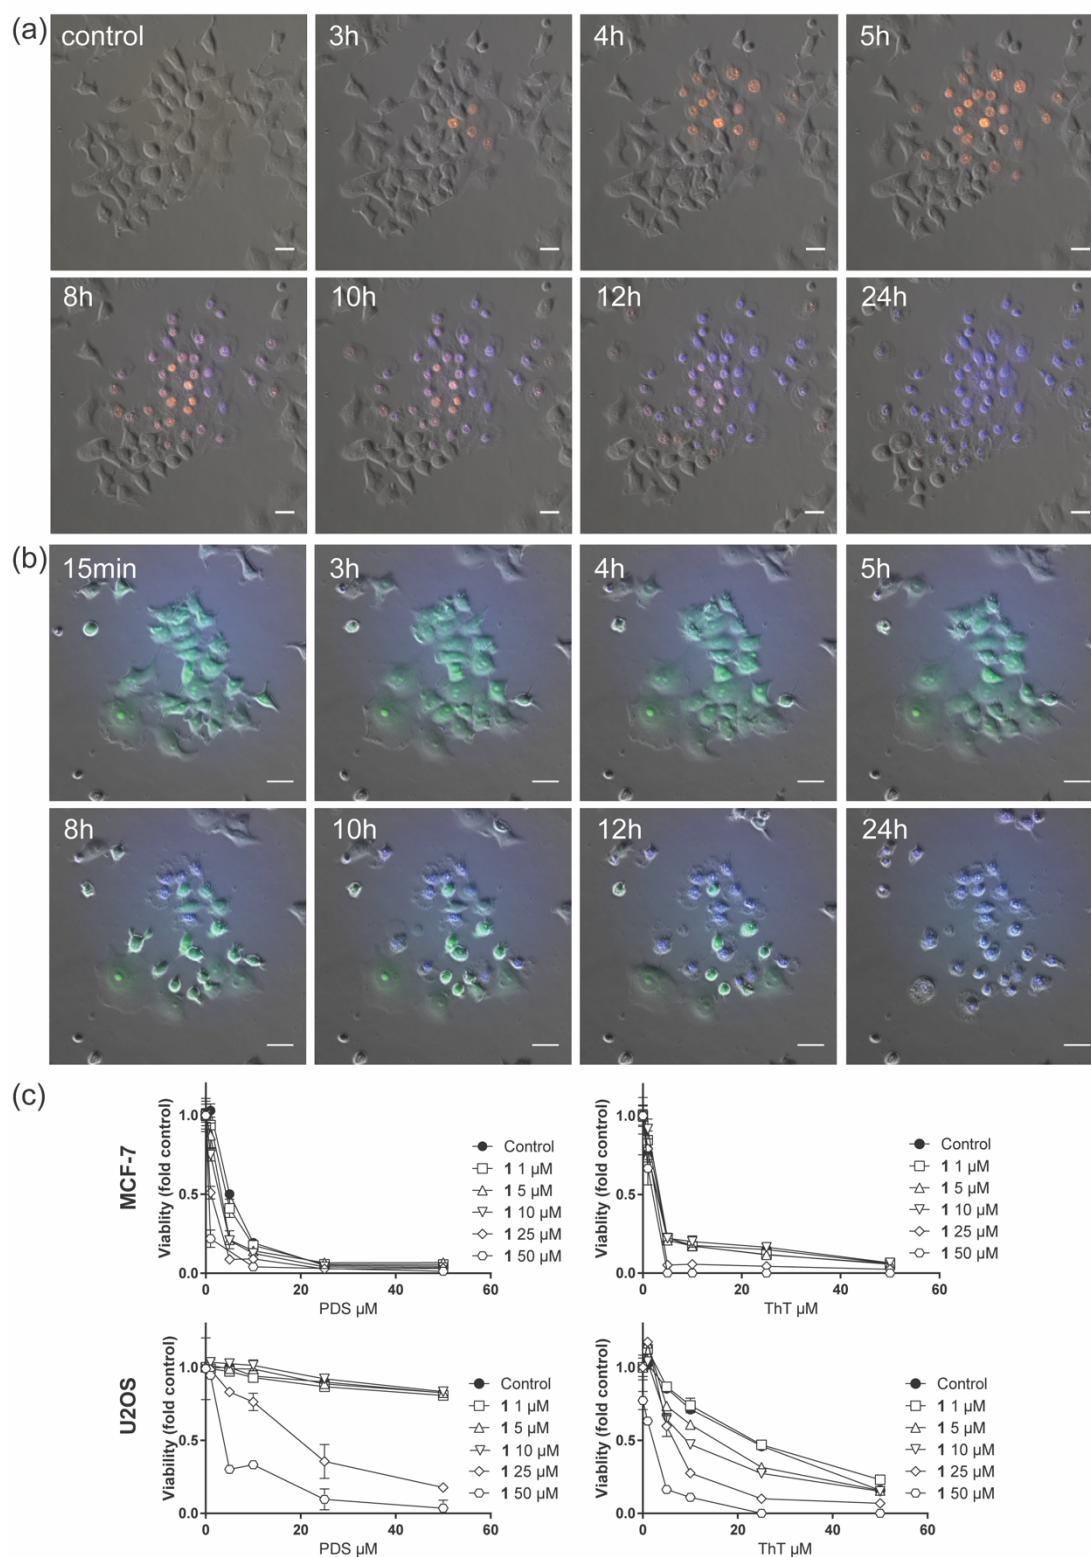 (a)
control
3h
4h
5h
8h
10h
12h
24h
(b)
15min
3h
4h
5h
8h
10h
12h
24h
(c)
MCF-7
Viablity (fold control)
1.0
0.5
0.0
0
20
40
60
PDS µM
Control
1 1 µM
1 5 µM
1 10 µM
1 25 µM
1 50 µM
Viability (fold control)
1.0
0.5
0.0
0
20
40
60
ThT µM
Control
1 1 µM
1 5 µM
1 10 µM
1 25 µM
1 50 µM
U2OS
Viability (fold control)
1.0
0.5
0.0
0
20
40
60
PDS µM
Control
1 1 µM
1 5 µM
1 10 µM
1 25 µM
1 50 µM
Viability (fold control)
1.0
0.5
0.0
0
20
40
60
ThT µM
Control
1 1 µM
1 5 µM
1 10 µM
1 25 µM
1 50 µM